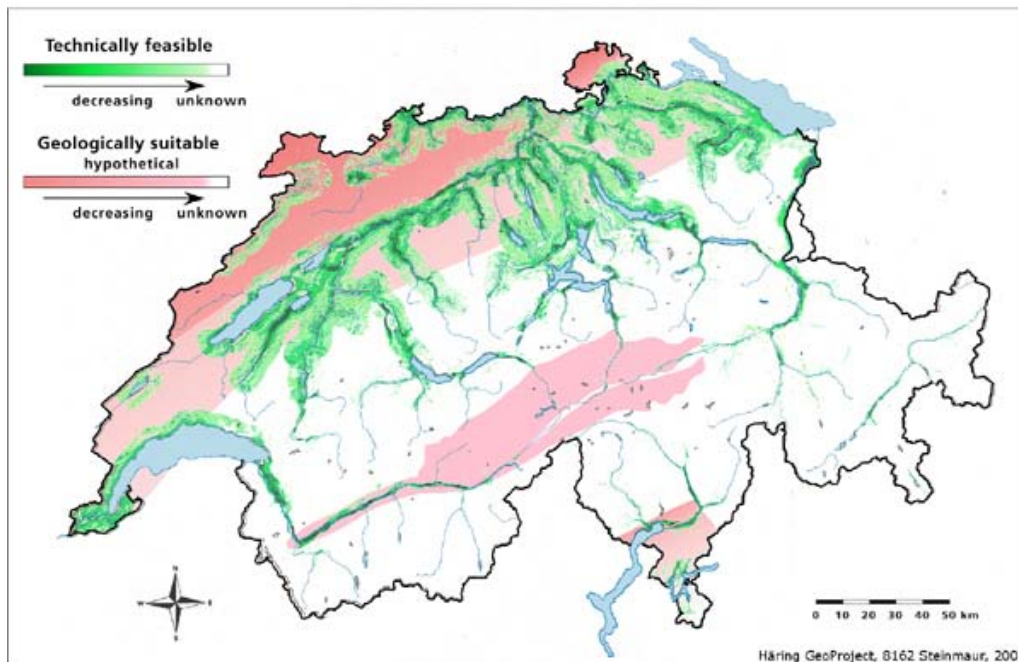 Technically feasible
decreasing unknown
Geologically suitable
hypothetical
decreasing unknown
N
W E
S
0 10 20 30 40 50 km
Häring GeoProject, 8162 Steinmaur,